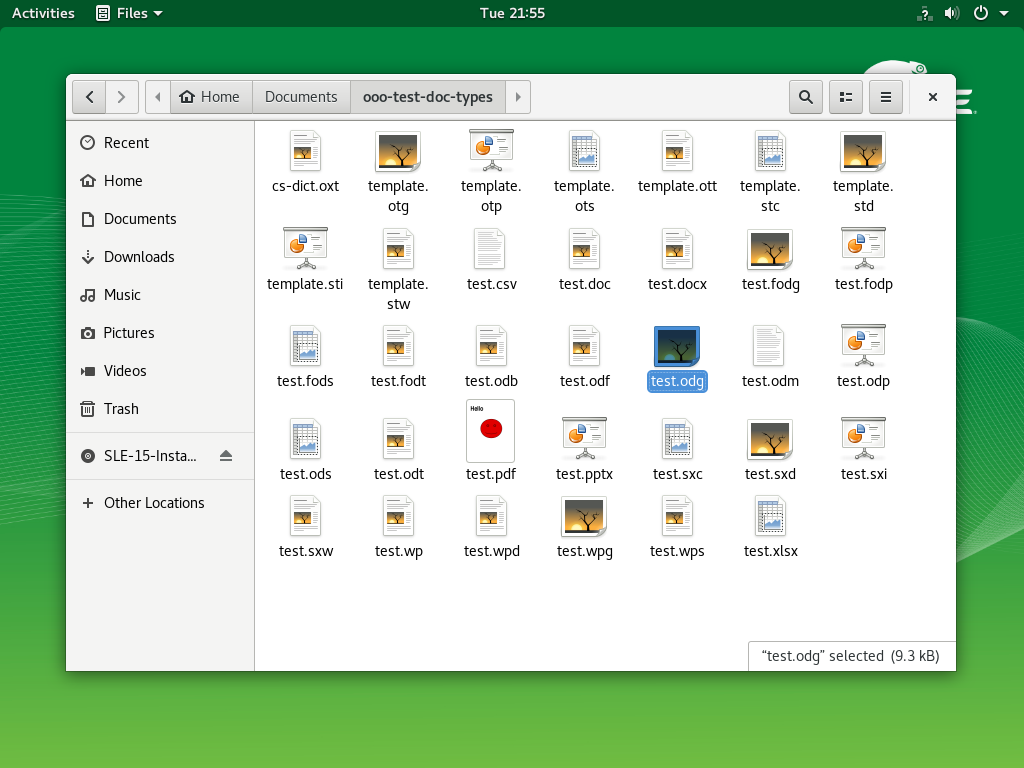 Activities Files Tue 21:55
Home Documents ooo-test-doc-types
Recent
Home
Documents
Downloads
Music
Pictures
Videos
Trash
SLE-15-Insta...
Other Locations
cs-dict.oxt template. template. template. template.ott template. template.
otg otp ots stc std
template.sti template. test.csv test.doc test.docx test.fodg test.fodp
stw
test.fods test.fodt test.odb test.odf test.odg test.odm test.odp
Hello
test.ods test.odt test.pdf test.pptx test.sxc test.sxd test.sxi
test.sxw test.wp test.wpd test.wpg test.wps test.xlsx
“test.odg” selected (9.3 kB)